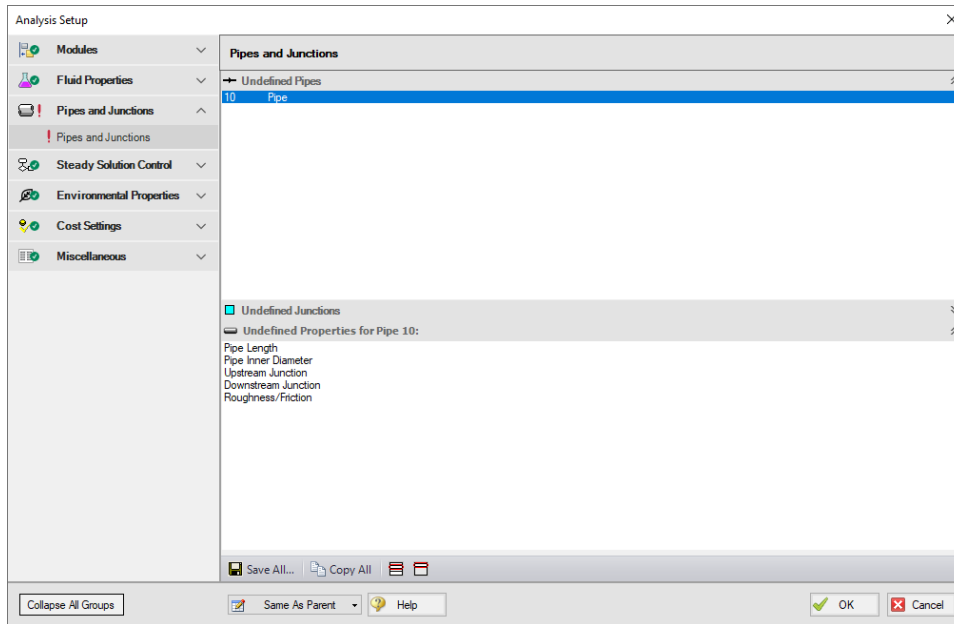 Analysis Setup
Modules
Fluid Properties
Pipes and Junctions
Pipes and Junctions
Steady Solution Control
Environmental Properties
Cost Settings
Miscellaneous
Pipes and Junctions
Undefined Pipes
10 Pipe
Undefined Junctions
Undefined Properties for Pipe 10:
Pipe Length
Pipe Inner Diameter
Upstream Junction
Downstream Junction
Roughness/Friction
Save All... Copy All
Collapse All Groups Same As Parent Help OK Cancel